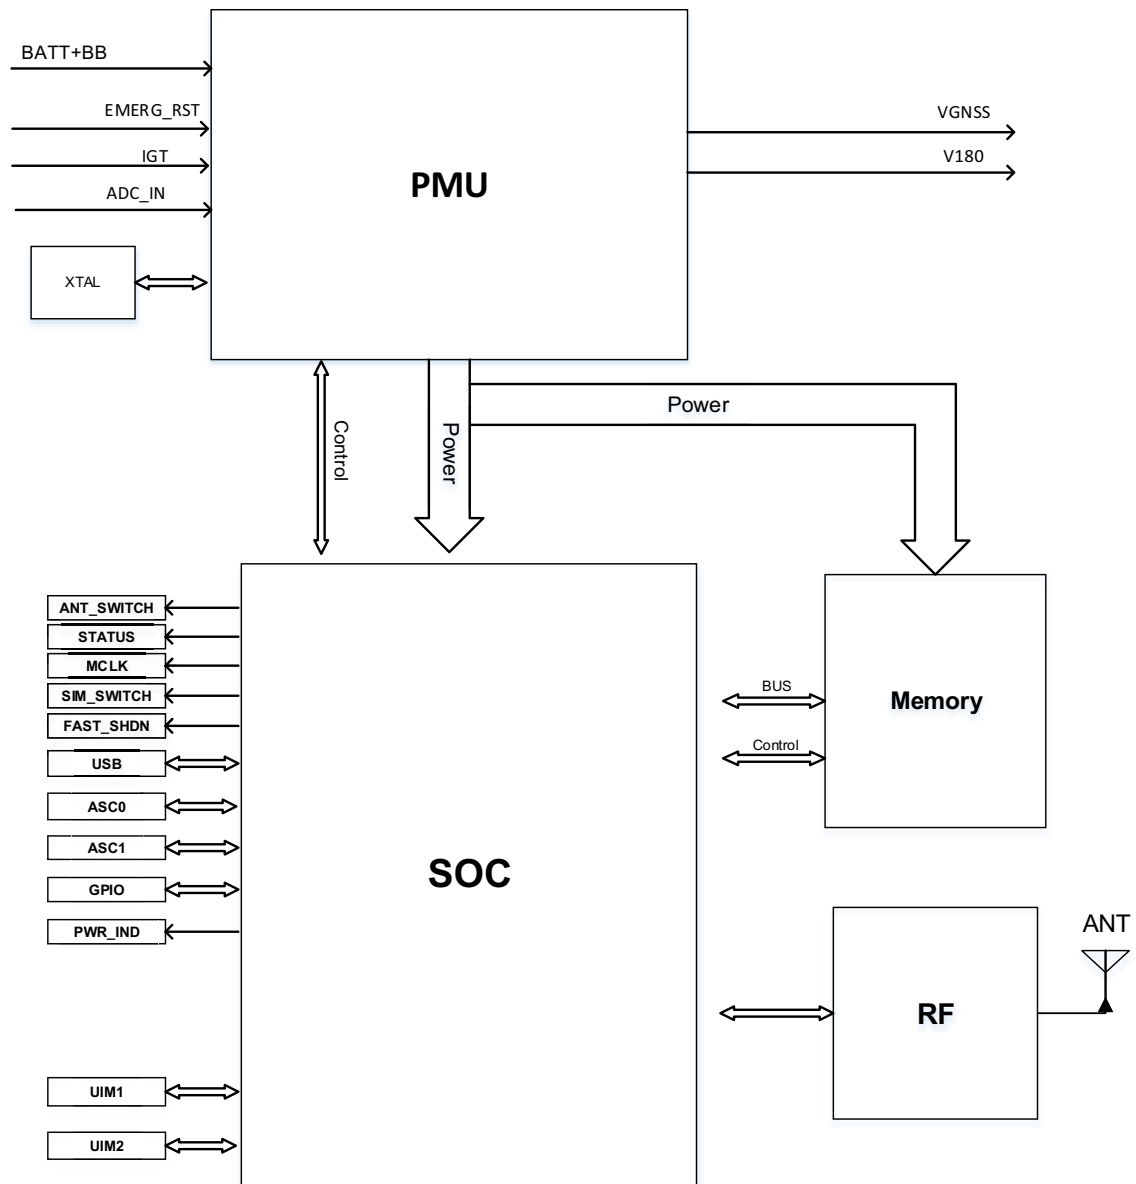 BATT+BB
EMERG_RST
IGT
ADC_IN
XTAL
PMU
VGNSS
V180
Control
Power
Power
ANT_SWITCH
STATUS
MCLK
SIM_SWITCH
FAST_SHDN
USB
ASC0
ASC1
GPIO
PWR_IND
UIM1
UIM2
SOC
BUS
Control
Memory
RF
ANT